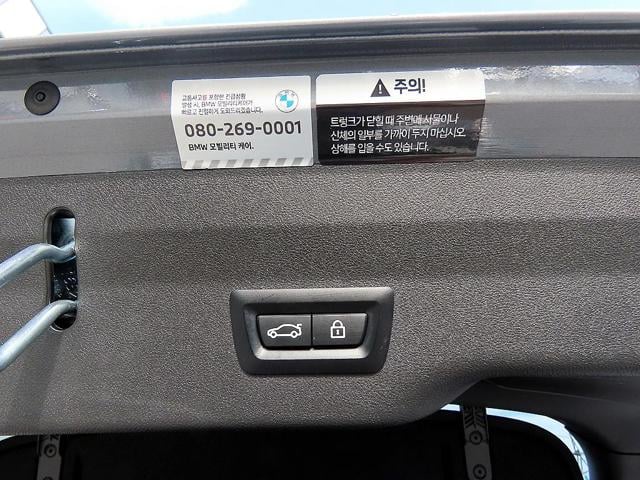 교통사고를 포함한 긴급상황
발생 시, BMW 모빌리티케어가
빠르고 친절하게 도와드리겠습니다.
080-269-0001
BMW 모빌리티 케어.
주의!
트렁크가 닫힐 때 주변에 사물이나
신체의 일부를 가까이 두지 마십시오.
상해를 입을 수도 있습니다.